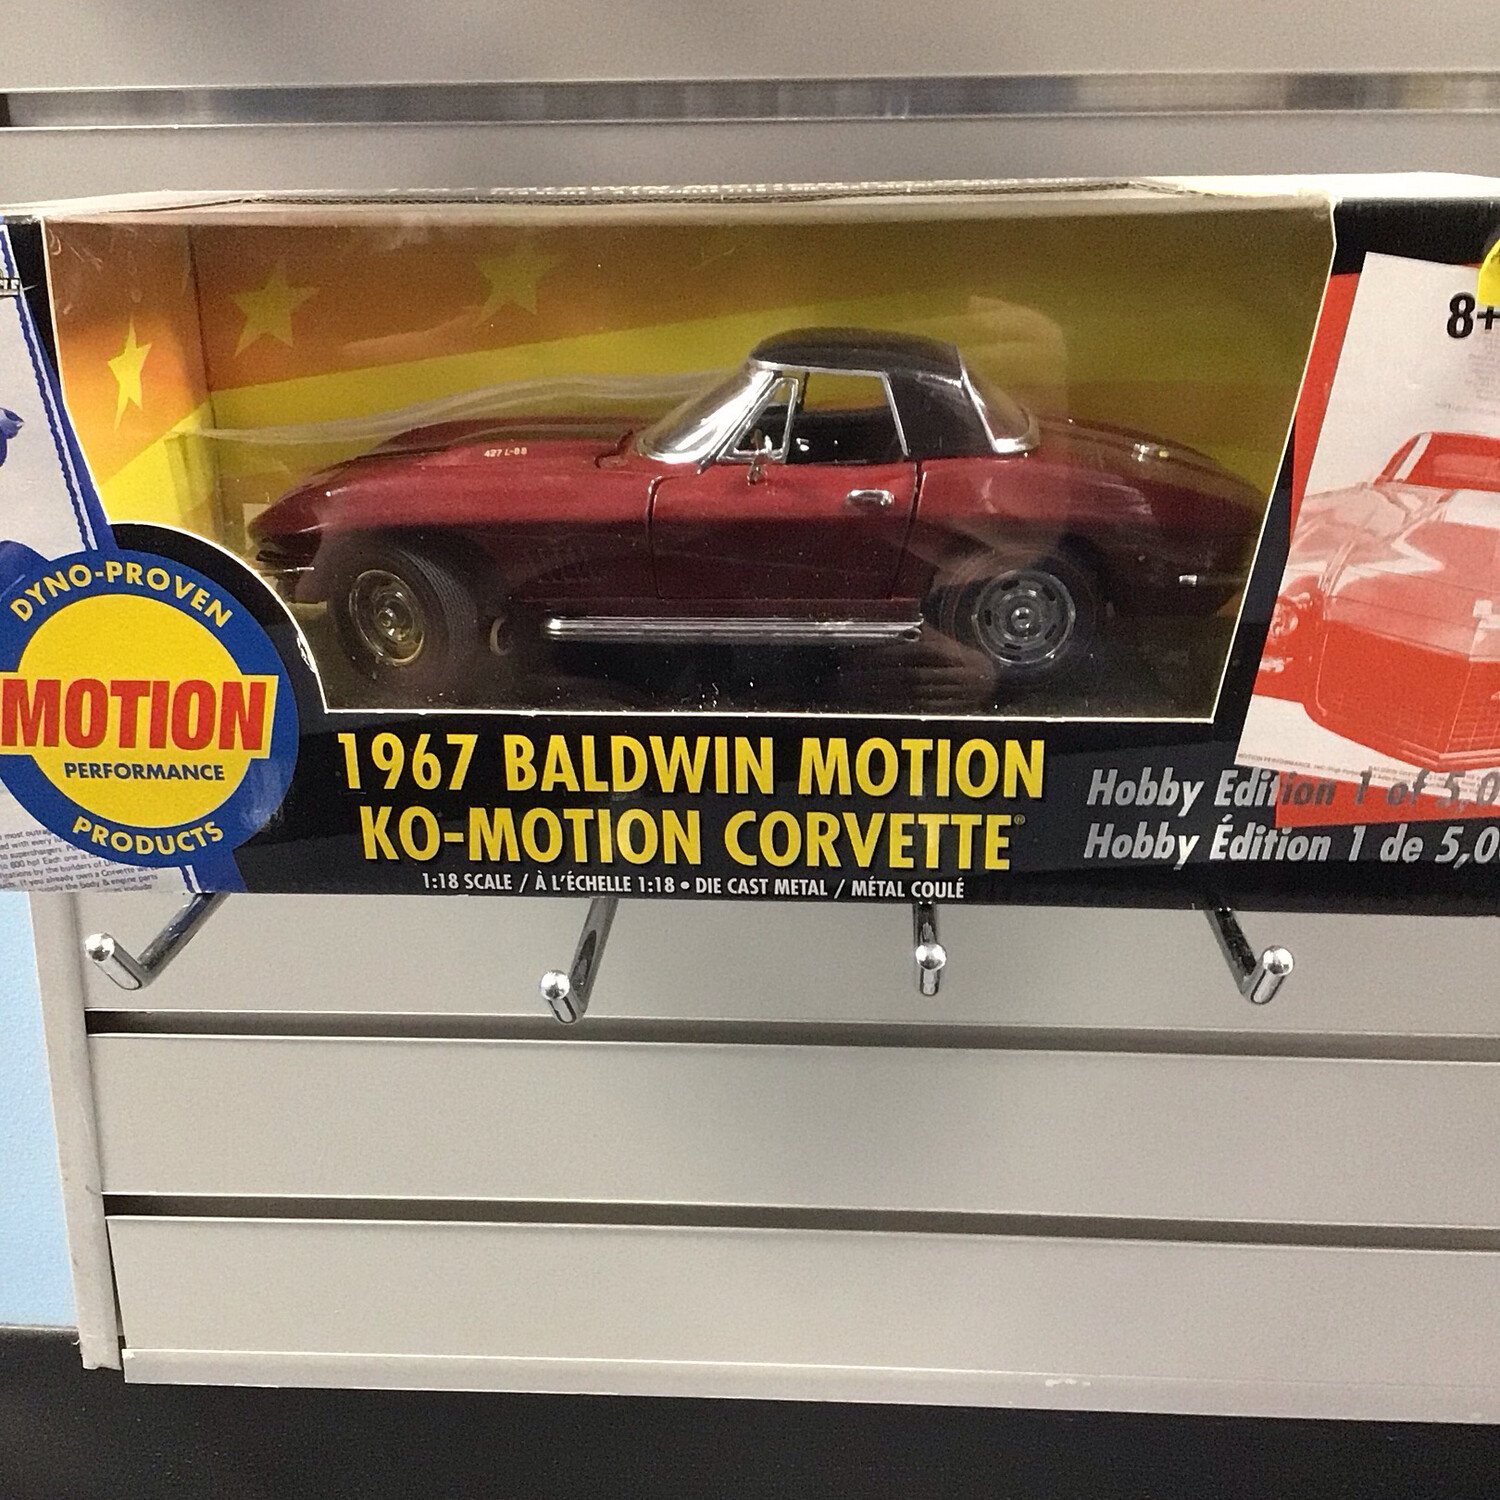 427 L-88
8+
DYNO-PROVEN
MOTION
PERFORMANCE
PRODUCTS
1967 BALDWIN MOTION
KO-MOTION CORVETTE®
1:18 SCALE / À L'ÉCHELLE 1:18 • DIE CAST METAL / MÉTAL COULÉ
Hobby Edition 1 of 5,0
Hobby Édition 1 de 5,0
most